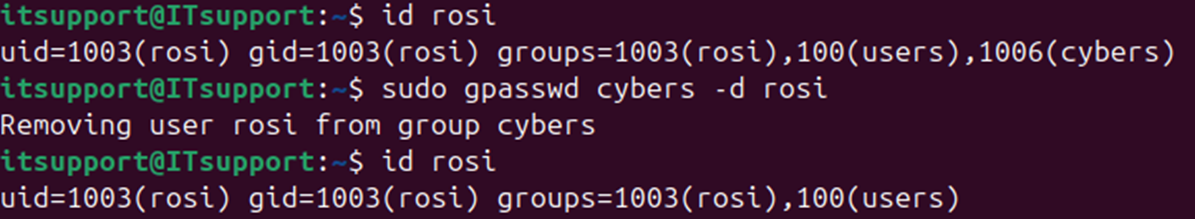 itsupport@ITsupport:~$ id rosi
uid=1003(rosi) gid=1003(rosi) groups=1003(rosi),100(users),1006(cybers)
itsupport@ITsupport:~$ sudo gpasswd cybers -d rosi
Removing user rosi from group cybers
itsupport@ITsupport:~$ id rosi
uid=1003(rosi) gid=1003(rosi) groups=1003(rosi),100(users)